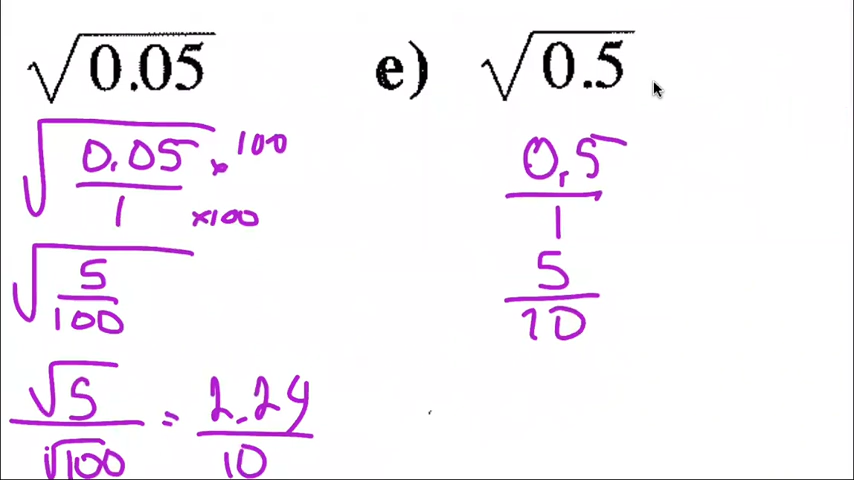 √0.05
e) √0.5
√(0.05/1) ×100 ×100
√(5/100)
√5/√100 = 2.24/10
0.5/1
5/10